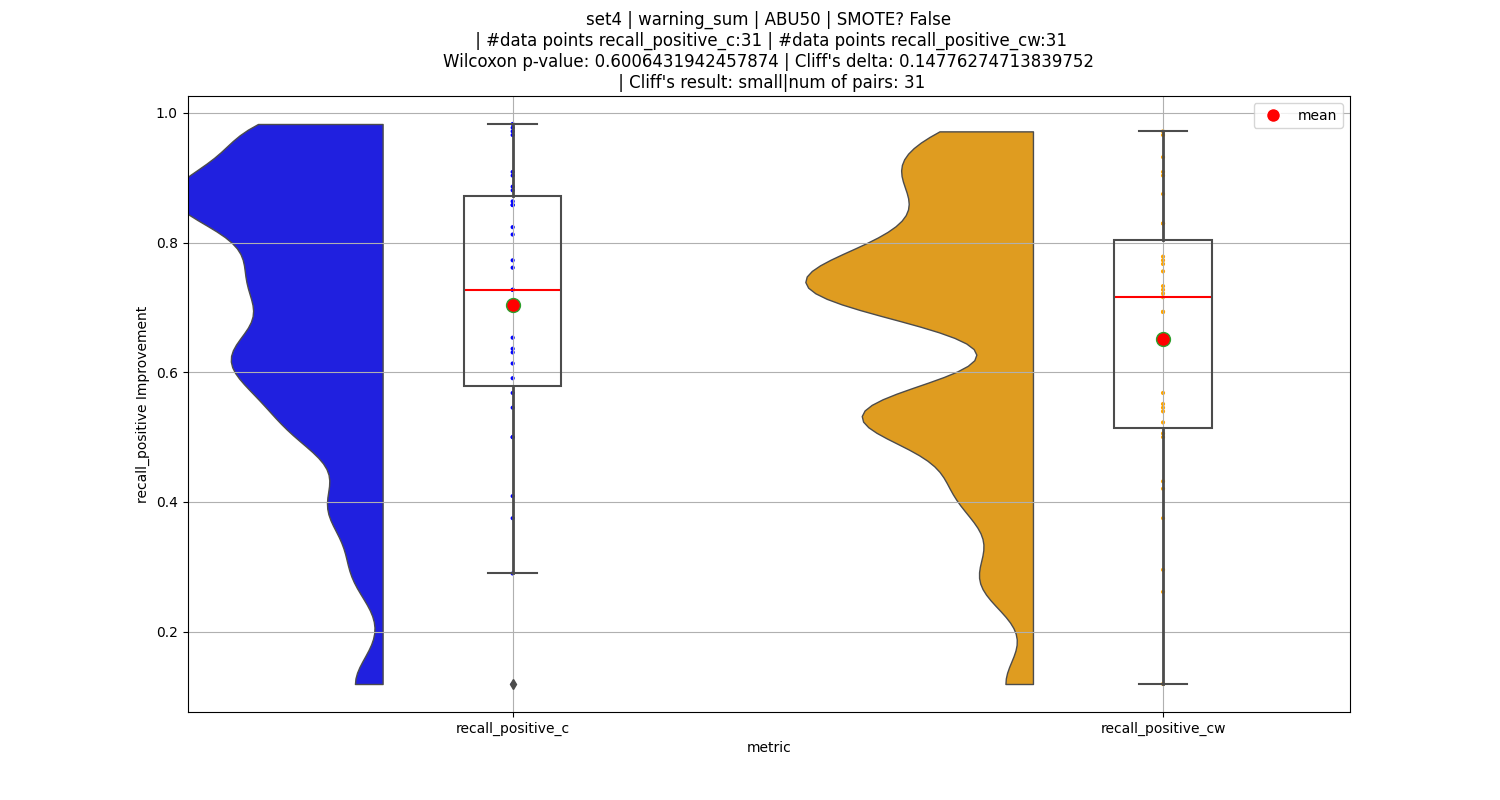 set4 | warning_sum | ABU50 | SMOTE? False
| #data points recall_positive_c:31 | #data points recall_positive_cw:31
Wilcoxon p-value: 0.6006431942457874 | Cliff's delta: 0.14776274713839752
| Cliff's result: small|num of pairs: 31
mean
1.0
0.8
0.6
0.4
0.2
recall_positive Improvement
recall_positive_c
recall_positive_cw
metric